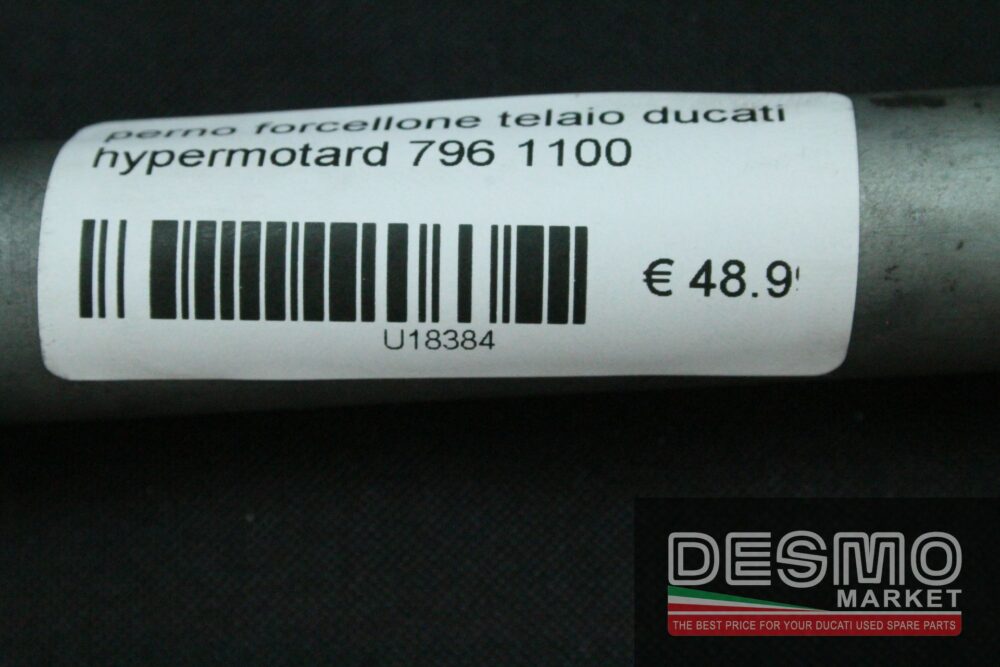 perno forcellone telaio ducati
hypermotard 796 1100
€ 48.9
U18384
DESMO
MARKET
THE BEST PRICE FOR YOUR DUCATI USED SPARE PARTS